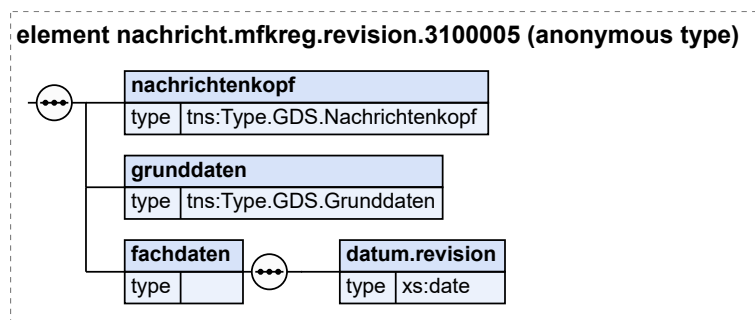 element nachricht.mfkreg.revision.3100005 (anonymous type)
nachrichtenkopf
type tns:Type.GDS.Nachrichtenkopf
grunddaten
type tns:Type.GDS.Grunddaten
fachdaten
type
datum.revision
type xs:date